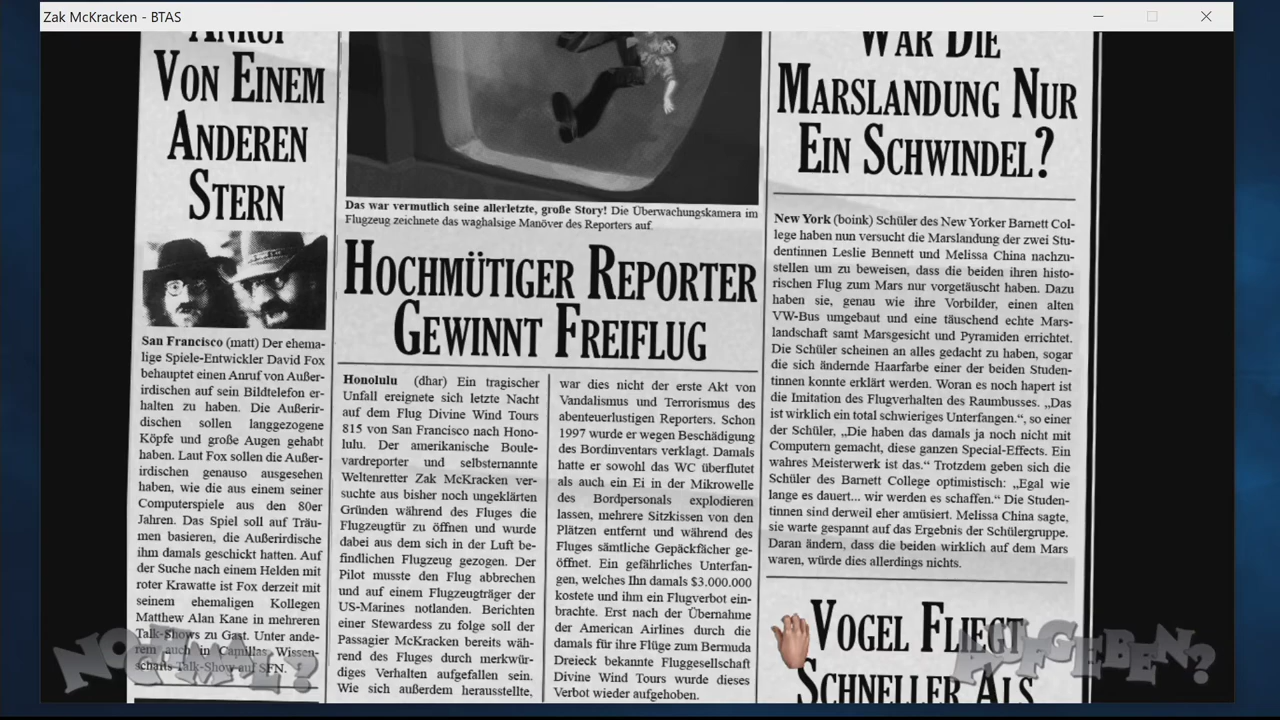 Zak McKracken - BTAS
ANRUF
VON EINEM
ANDEREN
STERN
San Francisco (matt) Der ehema-
lige Spiele-Entwickler David Fox
behauptet einen Anruf von Außer-
irdischen auf sein Bildtelefon er-
halten zu haben. Die Außerir-
dischen sollen langgezogene
Köpfe und große Augen gehabt
haben. Laut Fox sollen die Außer-
irdischen genauso ausgesehen
haben, wie die aus einem seiner
Computerspiele aus den 80er
Jahren. Das Spiel soll auf Träu-
men basieren, die Außerirdische
ihm damals geschickt hatten. Auf
der Suche nach einem Helden mit
roter Krawatte ist Fox derzeit mit
seinem ehemaligen Kollegen
Matthew Alan Kane in mehreren
Talk-Shows zu Gast. Unter ande-
rem auch in Camillas Wissen-
schafts-Talk-Show auf SFN.
Das war vermutlich seine allerletzte, große Story! Die Überwachungskamera im
Flugzeug zeichnete das waghalsige Manöver des Reporters auf.
HOCHMÜTIGER REPORTER
GEWINNT FREIFLUG
Honolulu (dhar) Ein tragischer
Unfall ereignete sich letzte Nacht
auf dem Flug Divine Wind Tours
815 von San Francisco nach Hono-
lulu. Der amerikanische Boule-
vardreporter und selbsternannte
Weltenretter Zak McKracken ver-
suchte aus bisher noch ungeklärten
Gründen während des Fluges die
Flugzeugtür zu öffnen und wurde
dabei aus dem sich in der Luft be-
findlichen Flugzeug gezogen. Der
Pilot musste den Flug abbrechen
und auf einem Flugzeugträger der
US-Marines notlanden. Berichten
einer Stewardess zu folge soll der
Passagier McKracken bereits wäh-
rend des Fluges durch merkwür-
diges Verhalten aufgefallen sein.
Wie sich außerdem herausstellte,
war dies nicht der erste Akt von
Vandalismus und Terrorismus des
abenteuerlustigen Reporters. Schon
1997 wurde er wegen Beschädigung
des Bordinventars verklagt. Damals
hatte er sowohl das WC überflutet
als auch ein Ei in der Mikrowelle
des Bordpersonals explodieren
lassen, mehrere Sitzkissen von den
Plätzen entfernt und während des
Fluges sämtliche Gepäckfächer ge-
öffnet. Ein gefährliches Unterfan-
gen, welches Ihn damals $3.000.000
kostete und ihm ein Flugverbot ein-
brachte. Erst nach der Übernahme
der American Airlines durch die
damals für ihre Flüge zum Bermuda
Dreieck bekannte Fluggesellschaft
Divine Wind Tours wurde dieses
Verbot wieder aufgehoben.
WAR DIE
MARSLANDUNG NUR
EIN SCHWINDEL?
New York (boink) Schüler des New Yorker Barnett Col-
lege haben nun versucht die Marslandung der zwei Stu-
dentinnen Leslie Bennett und Melissa China nachzu-
stellen um zu beweisen, dass die beiden ihren histo-
rischen Flug zum Mars nur vorgetäuscht haben. Dazu
haben sie, genau wie ihre Vorbilder, einen alten
VW-Bus umgebaut und eine täuschend echte Mars-
landschaft samt Marsgesicht und Pyramiden errichtet.
Die Schüler scheinen an alles gedacht zu haben, sogar
die sich ändernde Haarfarbe einer der beiden Studen-
tinnen konnte erklärt werden. Woran es noch hapert ist
die Imitation des Flugverhalten des Raumbusses. „Das
ist wirklich ein total schwieriges Unterfangen.“, so einer
der Schüler, „Die haben das damals ja noch nicht mit
Computern gemacht, diese ganzen Special-Effects. Ein
wahres Meisterwerk ist das.“ Trotzdem geben sich die
Schüler des Barnett College optimistisch: „Egal wie
lange es dauert... wir werden es schaffen.“ Die Studen-
tinnen sind derweil eher amüsiert. Melissa China sagte,
sie warte gespannt auf das Ergebnis der Schülergruppe.
Daran ändern, dass die beiden wirklich auf dem Mars
waren, würde dies allerdings nichts.
VOGEL FLIEGT
SCHNELLER ALS
NOCHMAL?
AUFGEBEN?